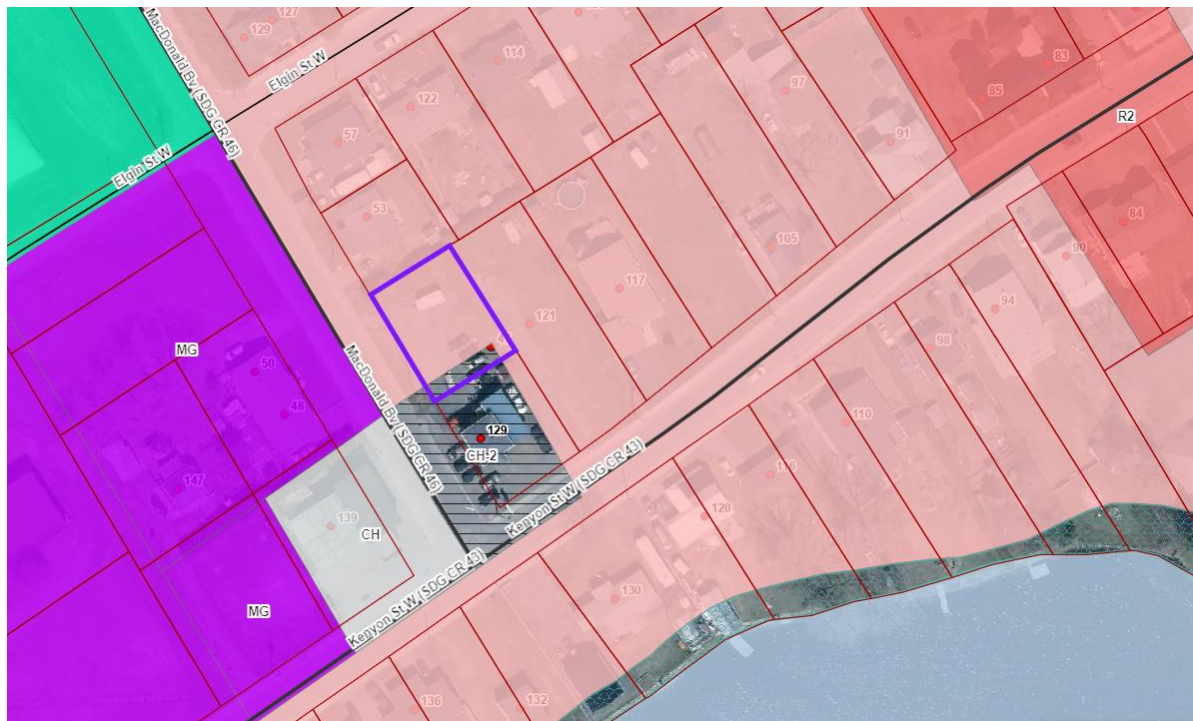 MacDonald Bv (SDG CR 46)
127
129
Elgin St W
114
122
57
97
83
85
91
R2
Elgin St W
53
105
84
90
117
121
94
4
MG
50
48
MacDonald Bv (SDG CR 46)
98
129
CH-2
110
147
116
Kenyon St W (SDG CR 43)
139
CH
120
MG
130
Kenyon St W (SDG CR 43)
136
132